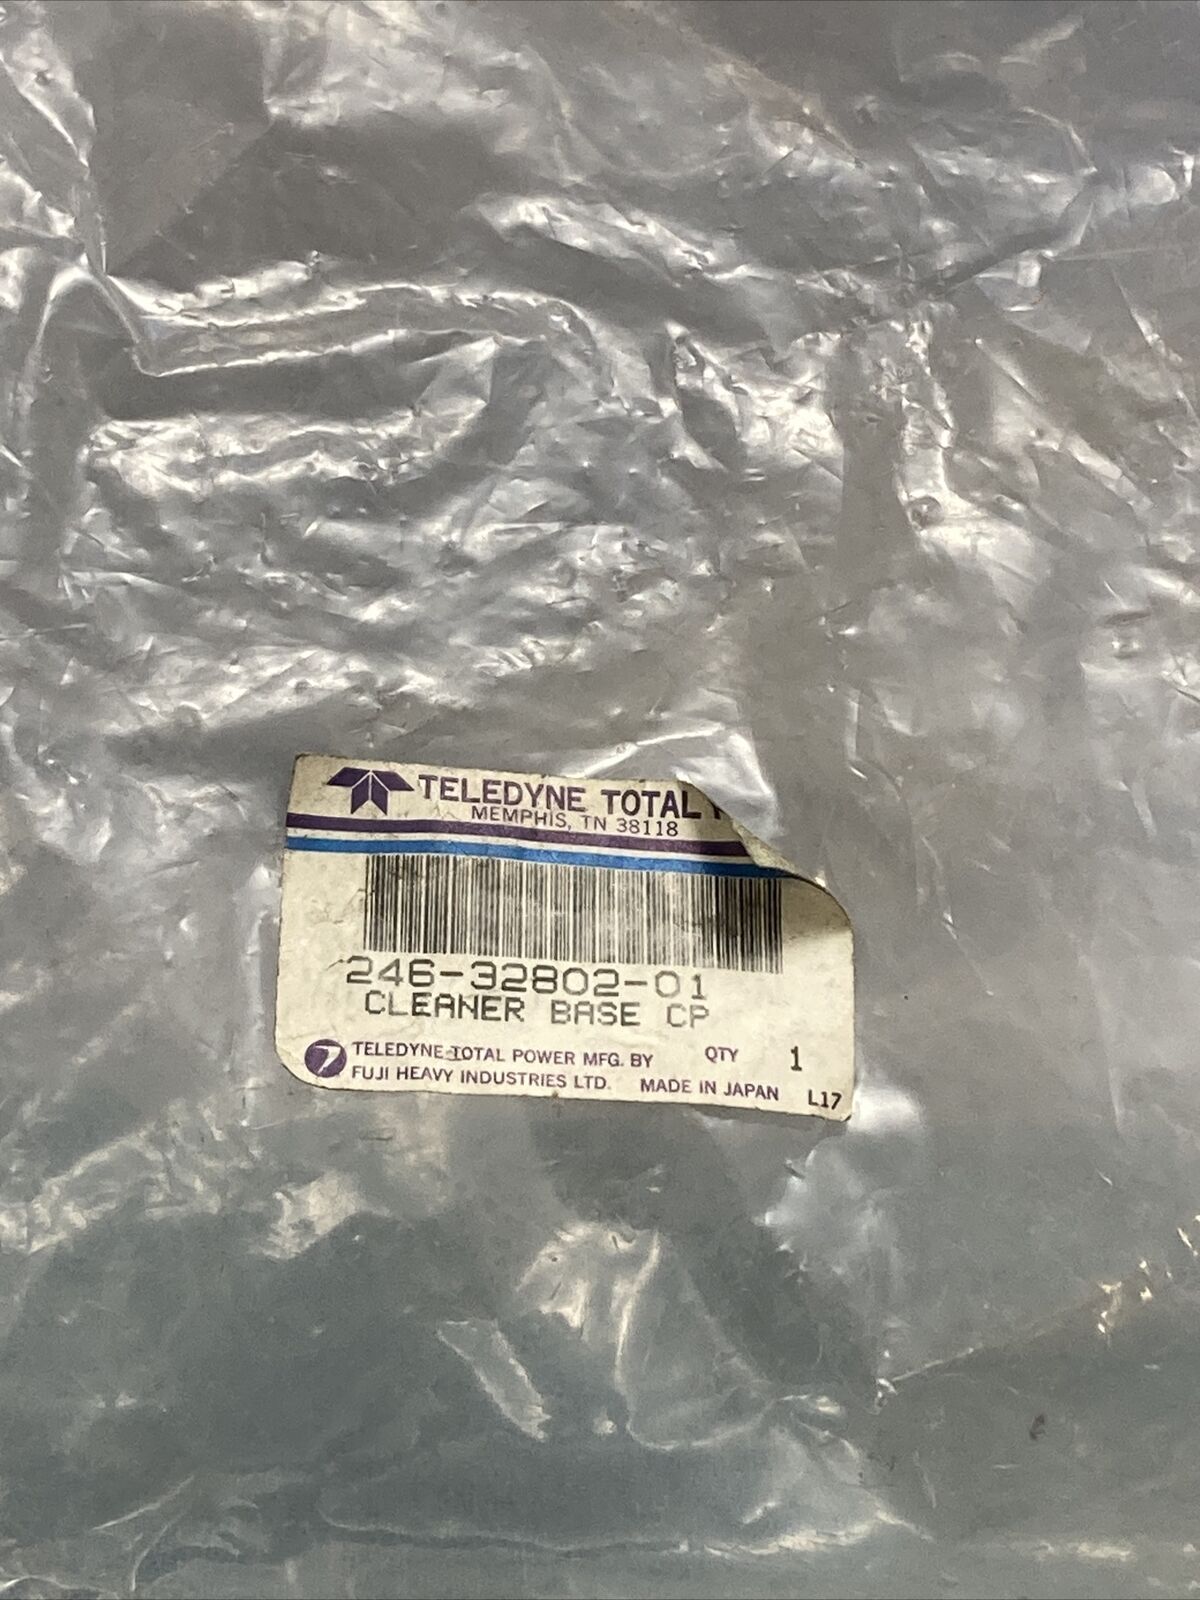 TELEDYNE TOTAL
MEMPHIS, TN 38118
246-32802-01
CLEANER BASE CP
TELEDYNE TOTAL POWER MFG. BY QTY 1
FUJI HEAVY INDUSTRIES LTD. MADE IN JAPAN L17